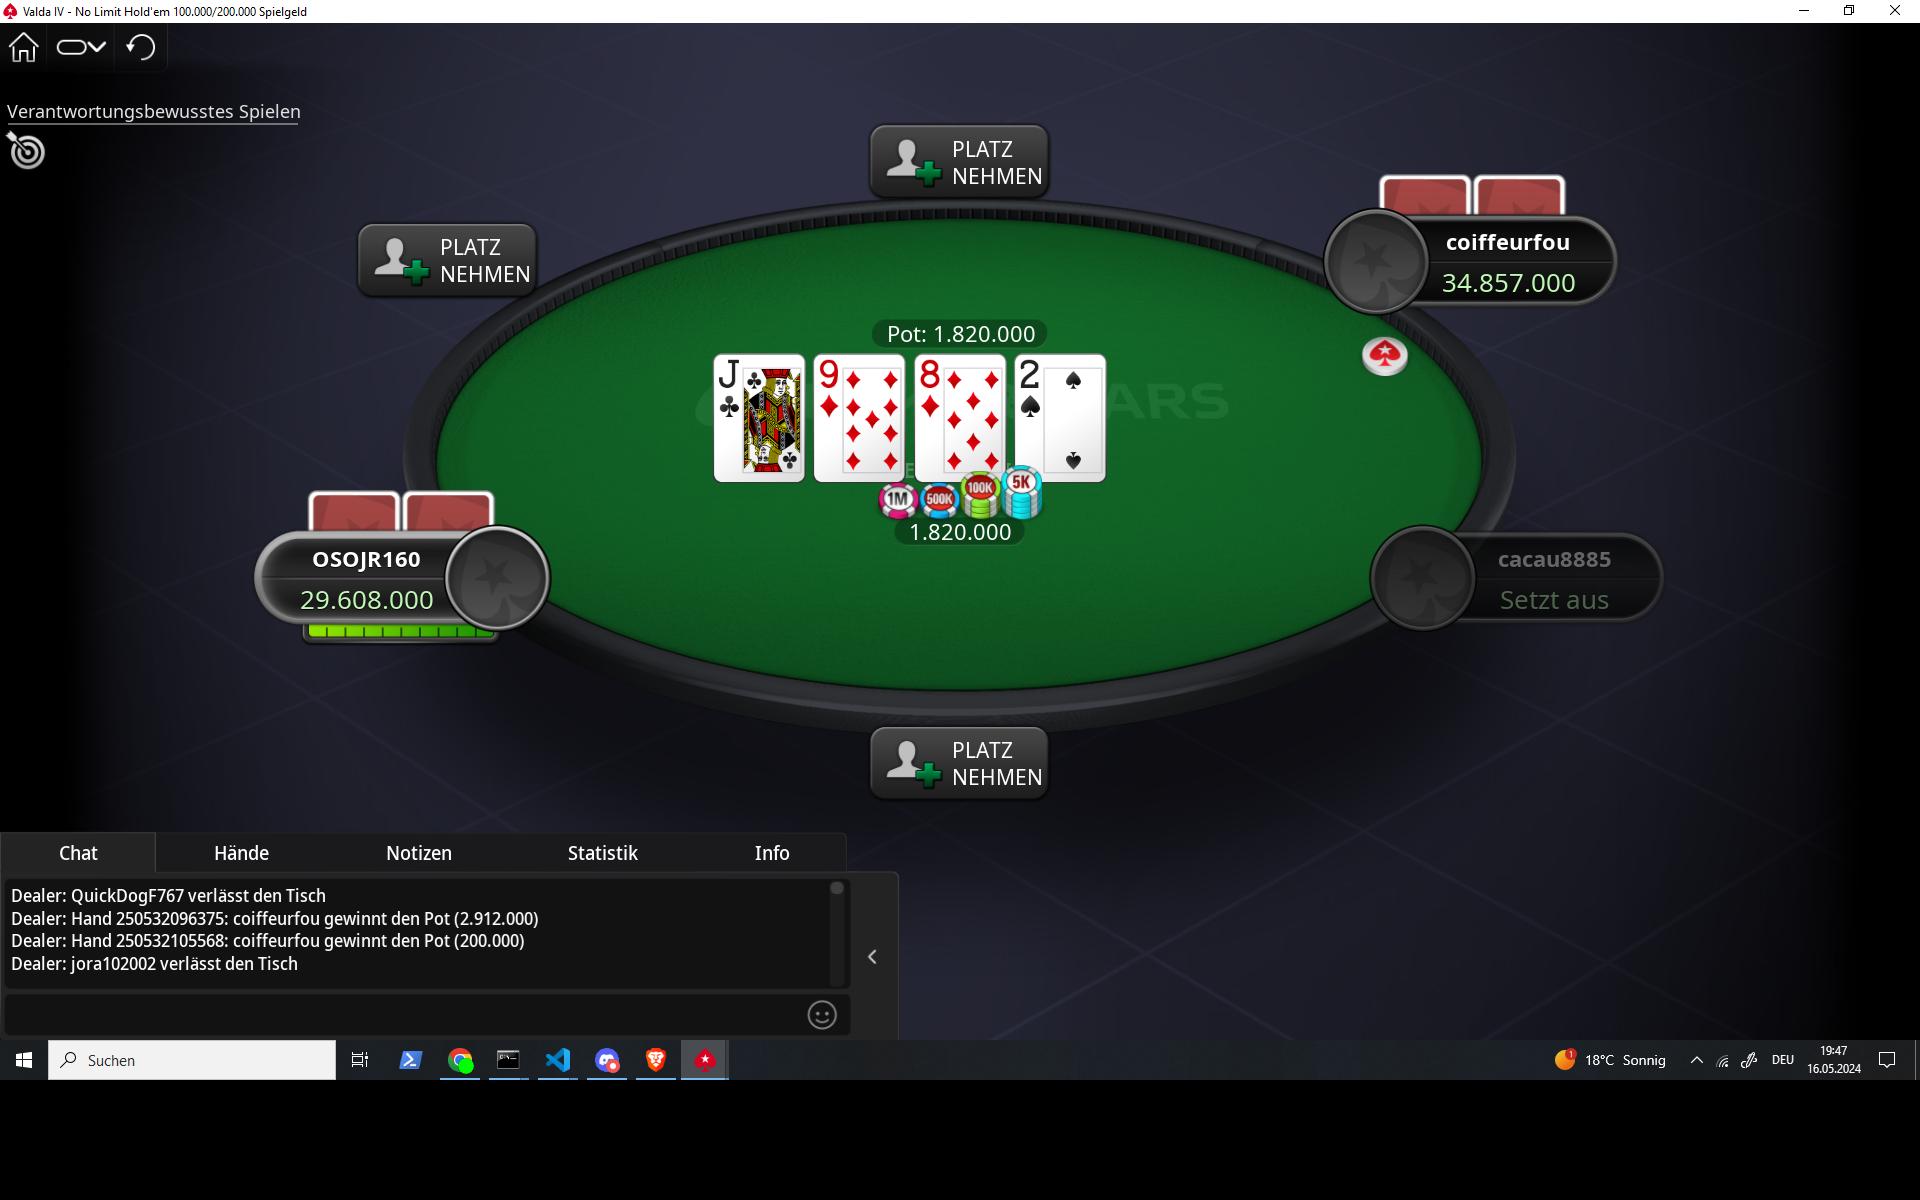 Valda IV - No Limit Hold'em 100.000/200.000 Spielgeld
Verantwortungsbewusstes Spielen
PLATZ
NEHMEN
PLATZ
NEHMEN
coiffeurfou
34.857.000
Pot: 1.820.000
J
9
8
2
ARS
1M
500K
100K
5K
1.820.000
OSOJR160
29.608.000
cacau8885
Setzt aus
PLATZ
NEHMEN
Chat
Hände
Notizen
Statistik
Info
Dealer: QuickDogF767 verlässt den Tisch
Dealer: Hand 250532096375: coiffeurfou gewinnt den Pot (2.912.000)
Dealer: Hand 250532105568: coiffeurfou gewinnt den Pot (200.000)
Dealer: jora102002 verlässt den Tisch
Suchen
1
18°C Sonnig
DEU
19:47
16.05.2024